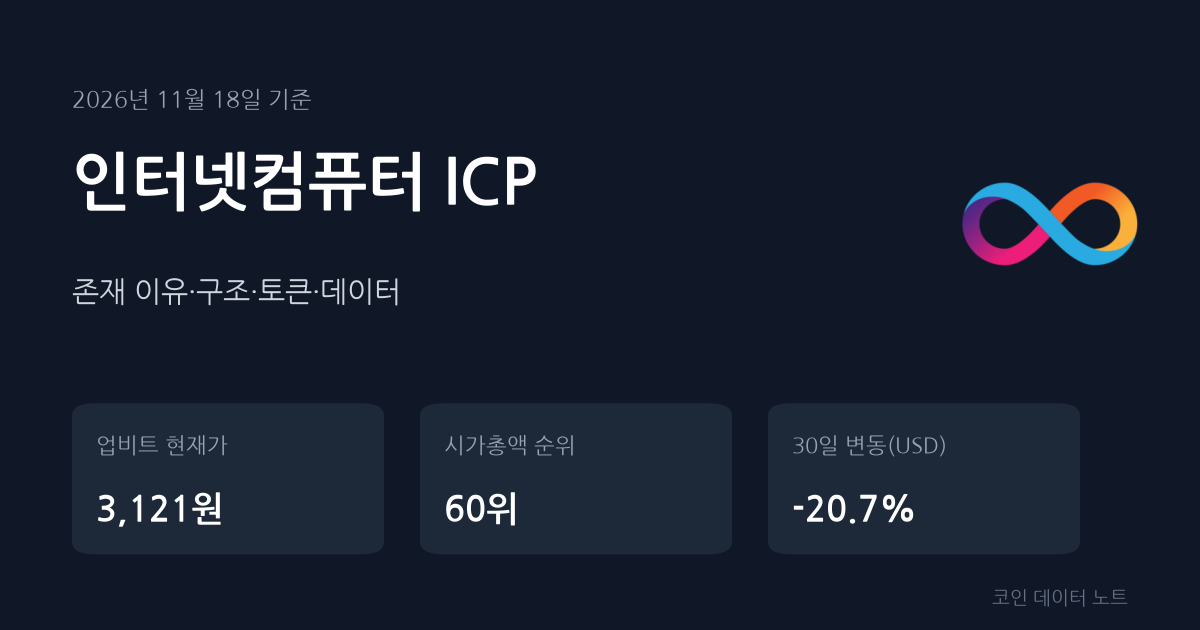 2026년 11월 18일 기준
인터넷컴퓨터 ICP
존재 이유·구조·토큰·데이터
업비트 현재가
3,121원
시가총액 순위
60위
30일 변동(USD)
-20.7%
코인 데이터 노트